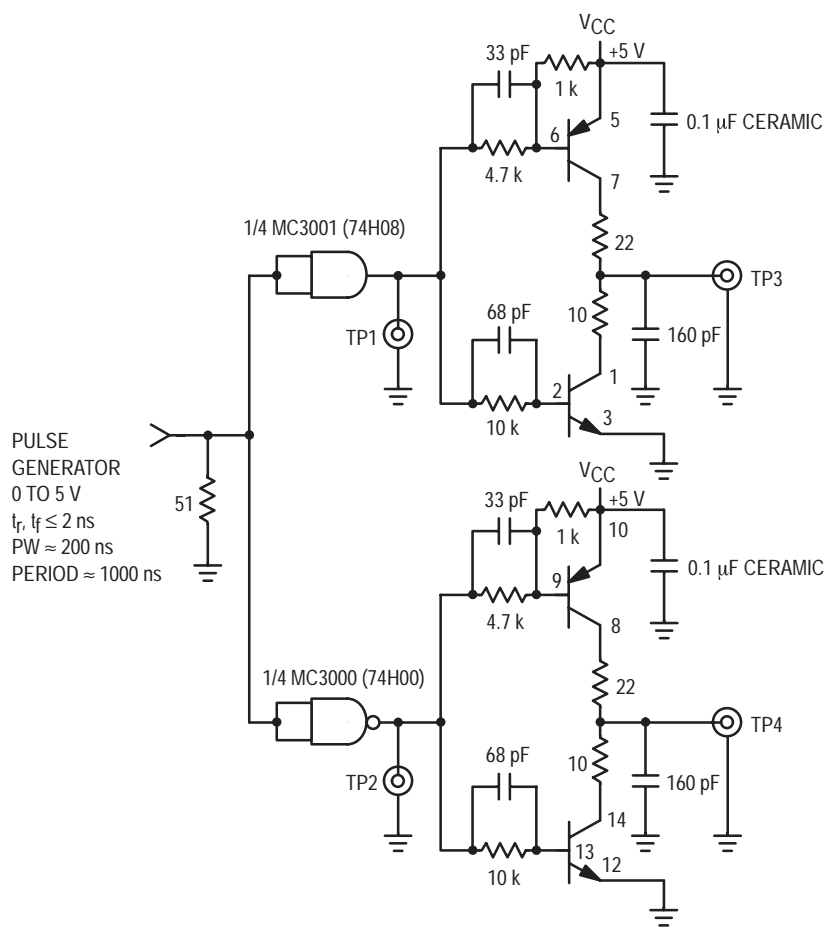 VCC
+5 V
33 pF
1 k
5
0.1 μF CERAMIC
6
4.7 k
7
1/4 MC3001 (74H08)
22
TP3
68 pF
10
160 pF
TP1
1
2
3
10 k
PULSE
GENERATOR
0 TO 5 V
tr, tf ≤ 2 ns
PW ≈ 200 ns
PERIOD ≈ 1000 ns
51
VCC
+5 V
33 pF
1 k
10
0.1 μF CERAMIC
9
4.7 k
8
1/4 MC3000 (74H00)
22
TP4
68 pF
10
160 pF
TP2
14
13
12
10 k